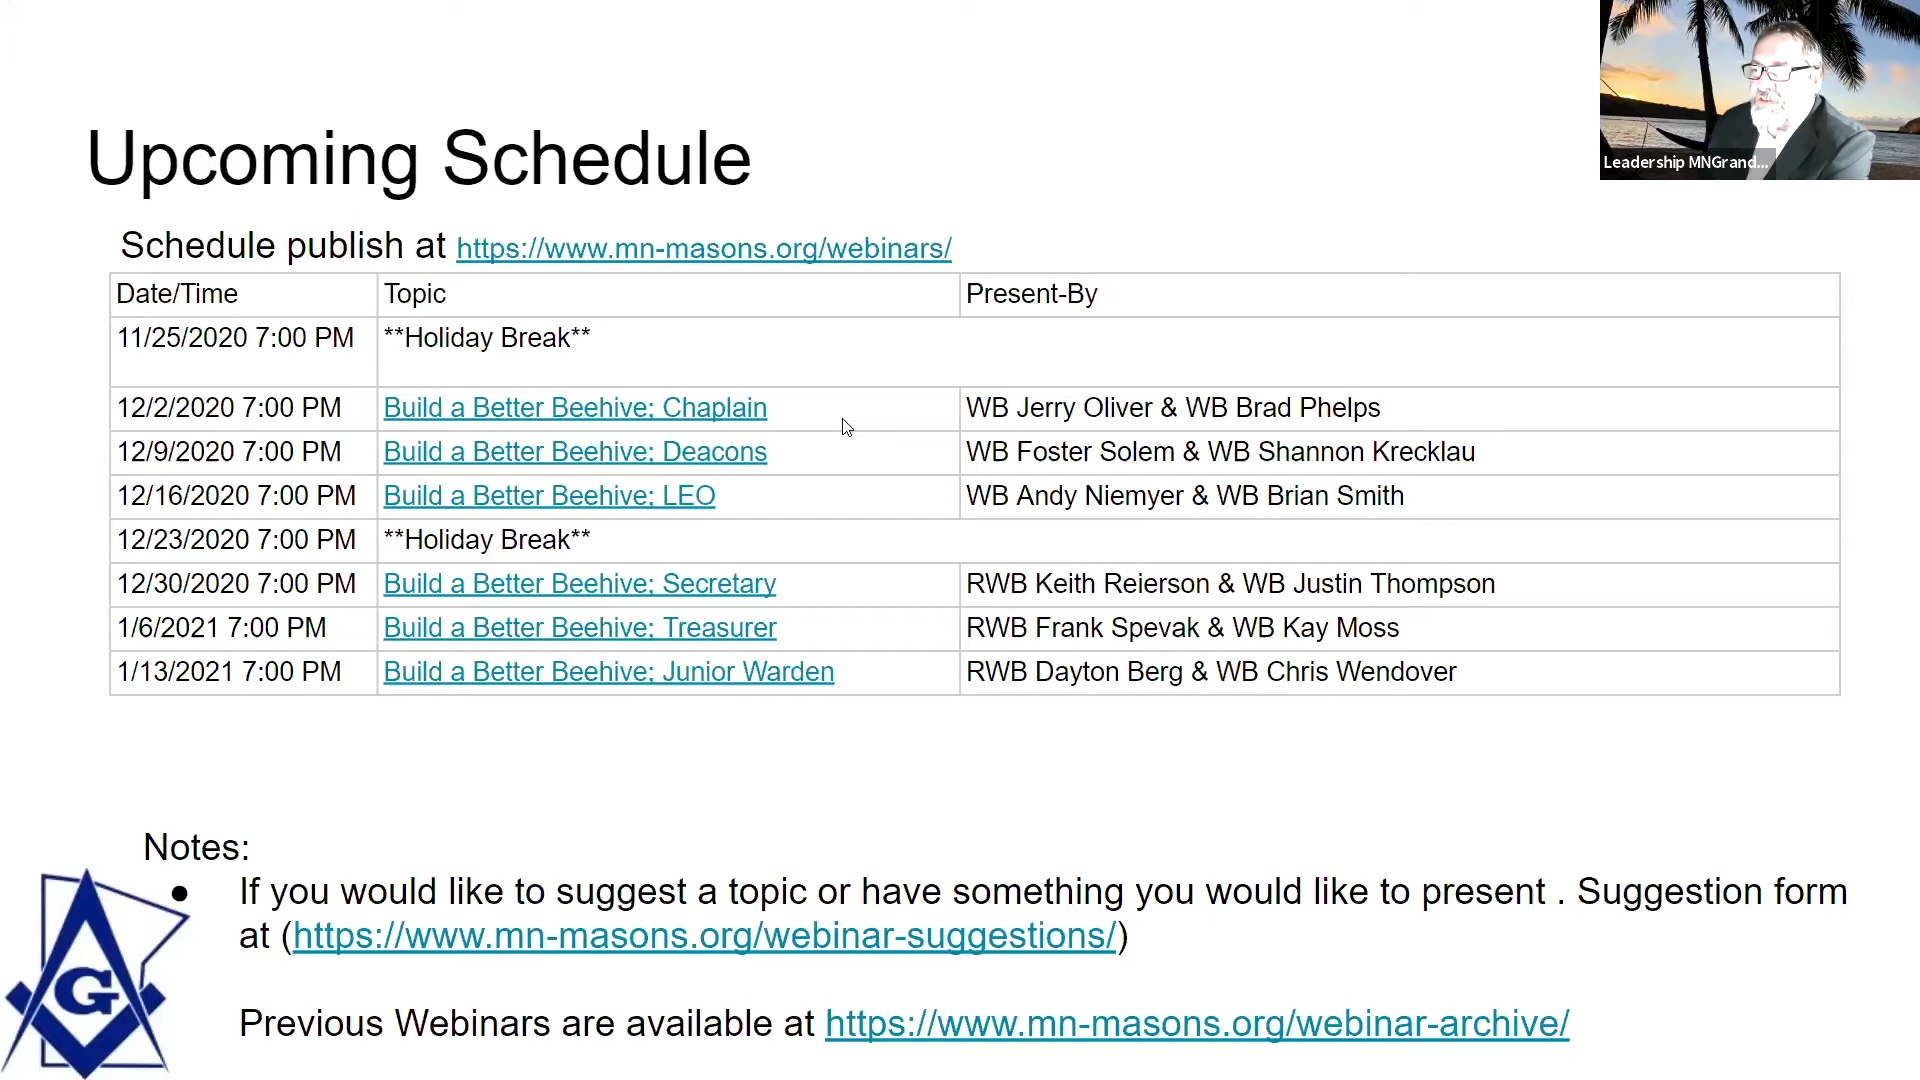 Leadership MNGrand...
Upcoming Schedule
Schedule publish at https://www.mn-masons.org/webinars/
Date/Time Topic Present-By
11/25/2020 7:00 PM **Holiday Break**
12/2/2020 7:00 PM Build a Better Beehive; Chaplain WB Jerry Oliver & WB Brad Phelps
12/9/2020 7:00 PM Build a Better Beehive; Deacons WB Foster Solem & WB Shannon Krecklau
12/16/2020 7:00 PM Build a Better Beehive; LEO WB Andy Niemyer & WB Brian Smith
12/23/2020 7:00 PM **Holiday Break**
12/30/2020 7:00 PM Build a Better Beehive; Secretary RWB Keith Reierson & WB Justin Thompson
1/6/2021 7:00 PM Build a Better Beehive; Treasurer RWB Frank Spevak & WB Kay Moss
1/13/2021 7:00 PM Build a Better Beehive; Junior Warden RWB Dayton Berg & WB Chris Wendover
Notes:
● If you would like to suggest a topic or have something you would like to present . Suggestion form
at (https://www.mn-masons.org/webinar-suggestions/)
Previous Webinars are available at https://www.mn-masons.org/webinar-archive/
G